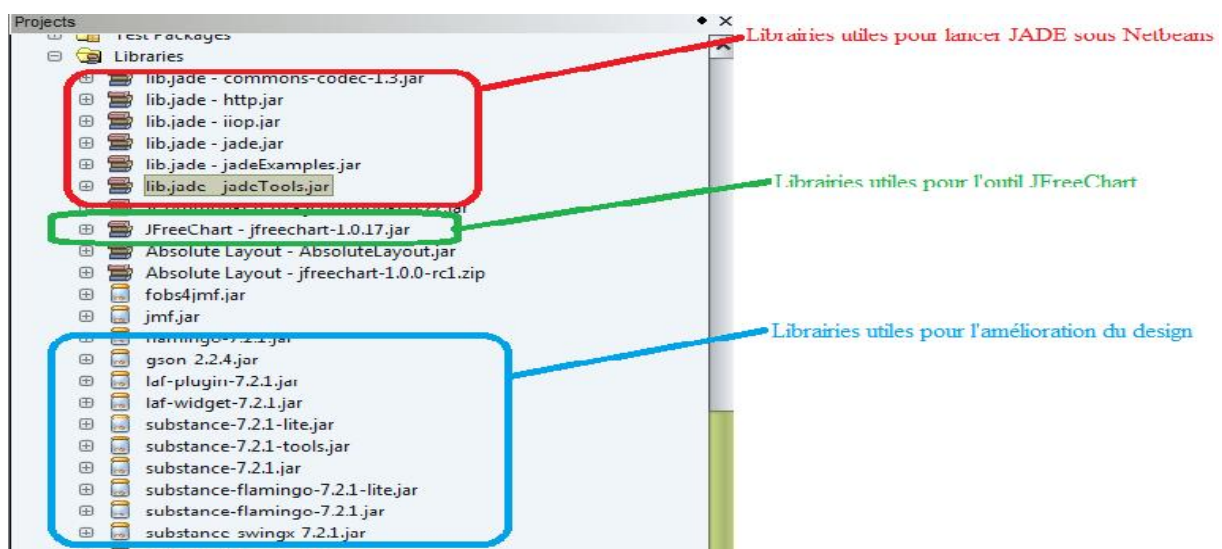 Projects
Test Packages
Librairies utiles pour lancer JADE sous Netbeans
Libraries
lib.jade - commons-codec-1.3.jar
lib.jade - http.jar
lib.jade - iiop.jar
lib.jade - jade.jar
lib.jade - jadeExamples.jar
lib.jade - jadeTools.jar
Librairies utiles pour l'outil JFreeChart
JFreeChart - jfreechart-1.0.17.jar
Absolute Layout - AbsoluteLayout.jar
Absolute Layout - jfreechart-1.0.0-rc1.zip
fobs4jmf.jar
jmf.jar
Librairies utiles pour l'amélioration du design
flamingo-7.2.1.jar
gson-2.2.4.jar
laf-plugin-7.2.1.jar
laf-widget-7.2.1.jar
substance-7.2.1-lite.jar
substance-7.2.1-tools.jar
substance-7.2.1.jar
substance-flamingo-7.2.1-lite.jar
substance-flamingo-7.2.1.jar
substance-swingx-7.2.1.jar